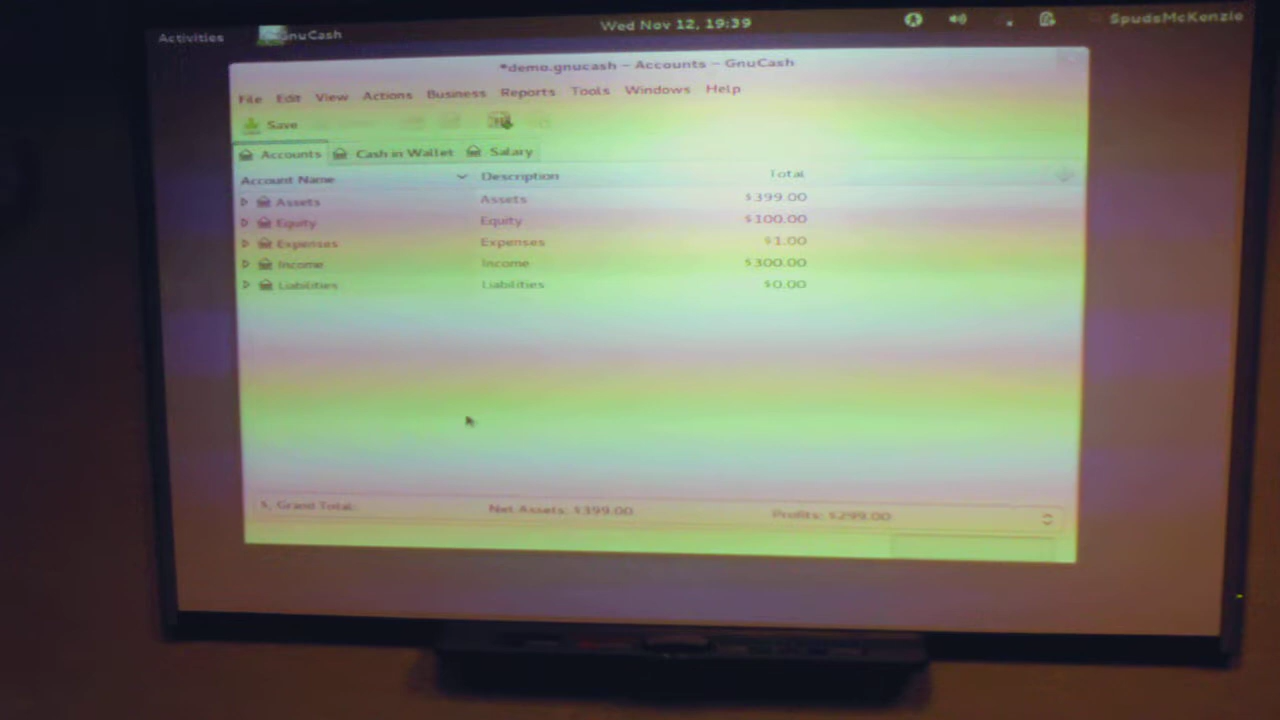 Activities GnuCash Wed Nov 12, 19:39 SpudsMcKenzie
*demo.gnucash – Accounts – GnuCash
File Edit View Actions Business Reports Tools Windows Help
Save
Accounts Cash in Wallet Salary
Account Name Description Total
Assets Assets $399.00
Equity Equity $100.00
Expenses Expenses $1.00
Income Income $300.00
Liabilities Liabilities $0.00
$, Grand Total: Net Assets: $399.00 Profits: $299.00